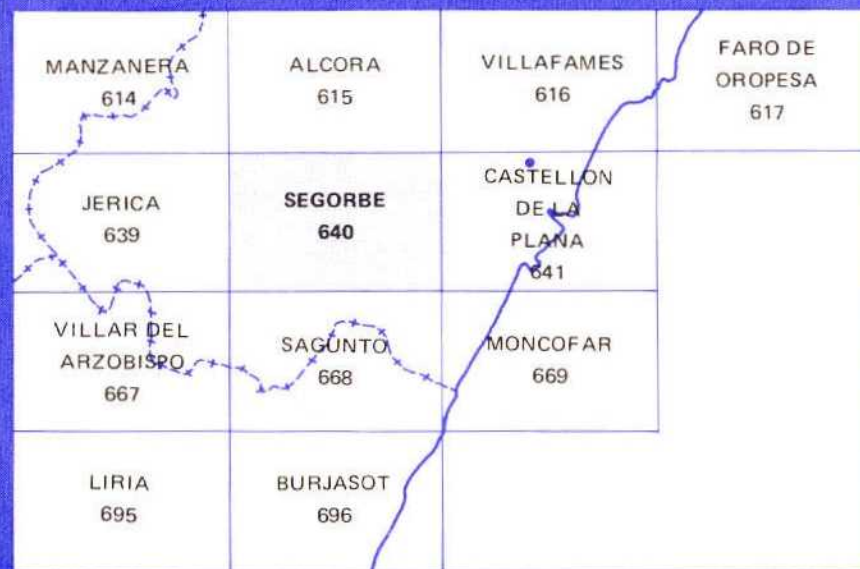 MANZANERA
614
ALCORA
615
VILLAFAMES
616
FARO DE
OROPESA
617
JERICA
639
SEGORBE
640
CASTELLON
DE LA
PLANA
641
VILLAR DEL
ARZOBISPO
667
SAGUNTO
668
MONCOFAR
669
LIRIA
695
BURJASOT
696